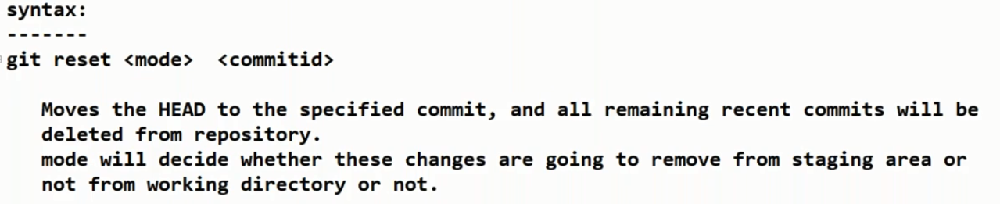 syntax:
-------
git reset <mode>  <commitid>
Moves the HEAD to the specified commit, and all remaining recent commits will be
deleted from repository.
mode will decide whether these changes are going to remove from staging area or
not from working directory or not.